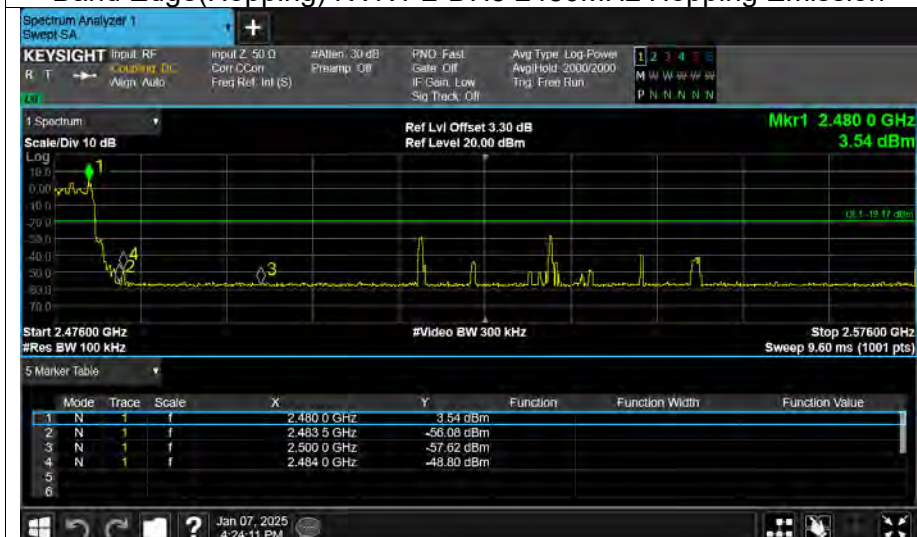 Band Edge(Hopping) NVNT 2-DH5 2480MHz Hopping Emission
Spectrum Analyzer 1
Swept SA
+
KEYSIGHT Input: RF Input Z: 50 Ω #Atten: 30 dB PNO: Fast Avg Type: Log-Power 1 2 3 4 5 6
R T Coupling: DC Corr CCorr Preamp: Off Gate: Off Avg|Hold: 2000/2000 M W W W W W
Align: Auto Freq Ref: Int (S) IF Gain: Low Trig: Free Run
Sig Track: Off P N N N N N
1 Spectrum
Ref Lvl Offset 3.30 dB Mkr1 2.480 0 GHz
Scale/Div 10 dB Ref Level 20.00 dBm 3.54 dBm
Log
10.0 1
0.00
-10.0
-20.0 DL1 -19.17 dBm
-30.0
-40.0 4
-50.0 2 3
-60.0
-70.0
Start 2.47600 GHz #Video BW 300 kHz Stop 2.57600 GHz
#Res BW 100 kHz Sweep 9.60 ms (1001 pts)
5 Marker Table
Mode Trace Scale X Y Function Function Width Function Value
1 N 1 f 2.480 0 GHz 3.54 dBm
2 N 1 f 2.483 5 GHz -56.08 dBm
3 N 1 f 2.500 0 GHz -57.62 dBm
4 N 1 f 2.484 0 GHz -48.80 dBm
5
6
? Jan 07, 2025
4:24:11 PM